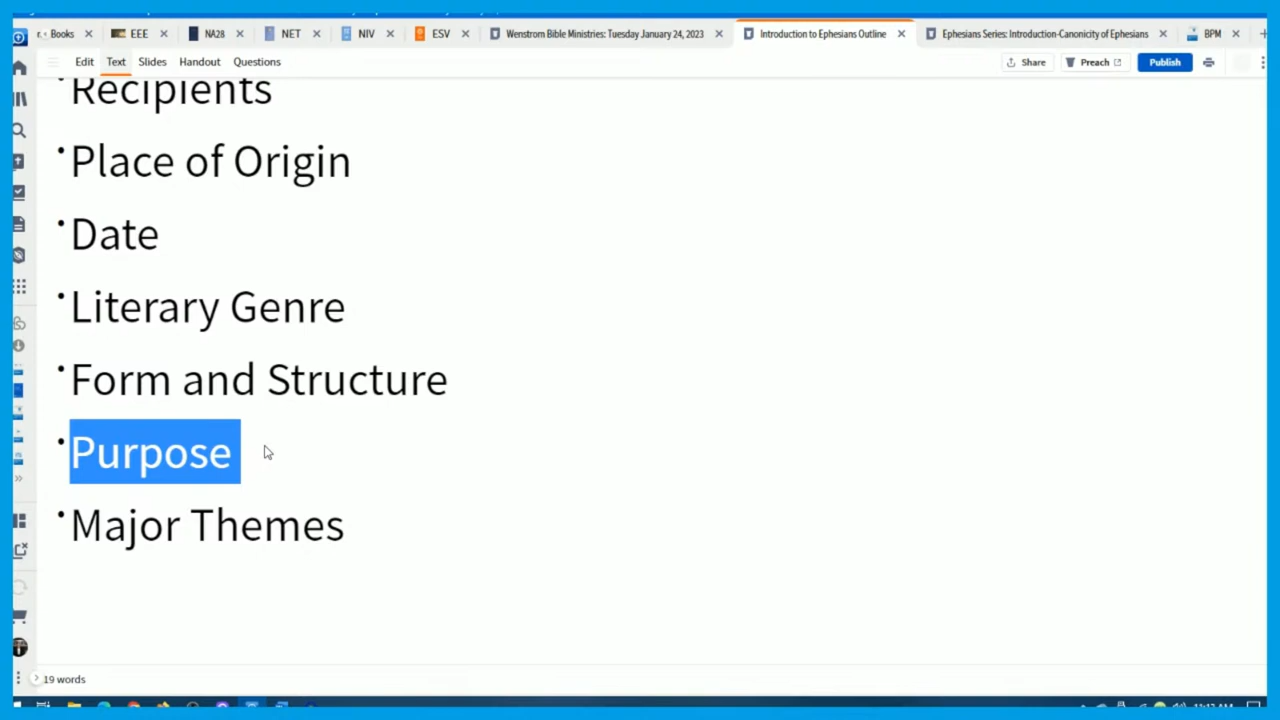 r. Books
EEE
NA28
NET
NIV
ESV
Wenstrom Bible Ministries: Tuesday January 24, 2023
Introduction to Ephesians Outline
Ephesians Series: Introduction-Canonicity of Ephesians
BPM
Edit
Text
Slides
Handout
Questions
Share
Preach
Publish
Recipients
• Place of Origin
• Date
• Literary Genre
• Form and Structure
• Purpose
• Major Themes
19 words